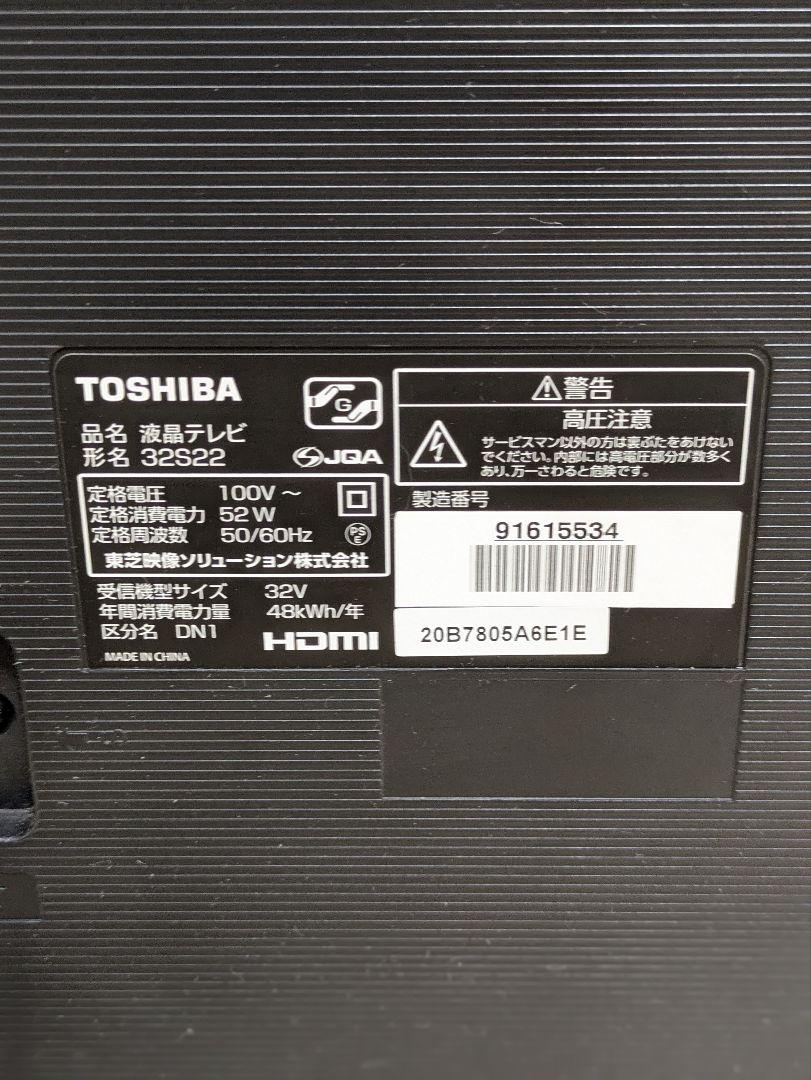 TOSHIBA
G
品名 液晶テレビ
形名 32S22
JQA
定格電圧 100V～
定格消費電力 52W
定格周波数 50/60Hz
PS
E
東芝映像ソリューション株式会社
受信機型サイズ 32V
年間消費電力量 48kWh/年
区分名 DN1
HDMI
MADE IN CHINA
警告
高圧注意
サービスマン以外の方は裏ぶたをあけない
でください。内部には高電圧部分が数多く
あり、万一さわると危険です。
製造番号
91615534
20B7805A6E1E